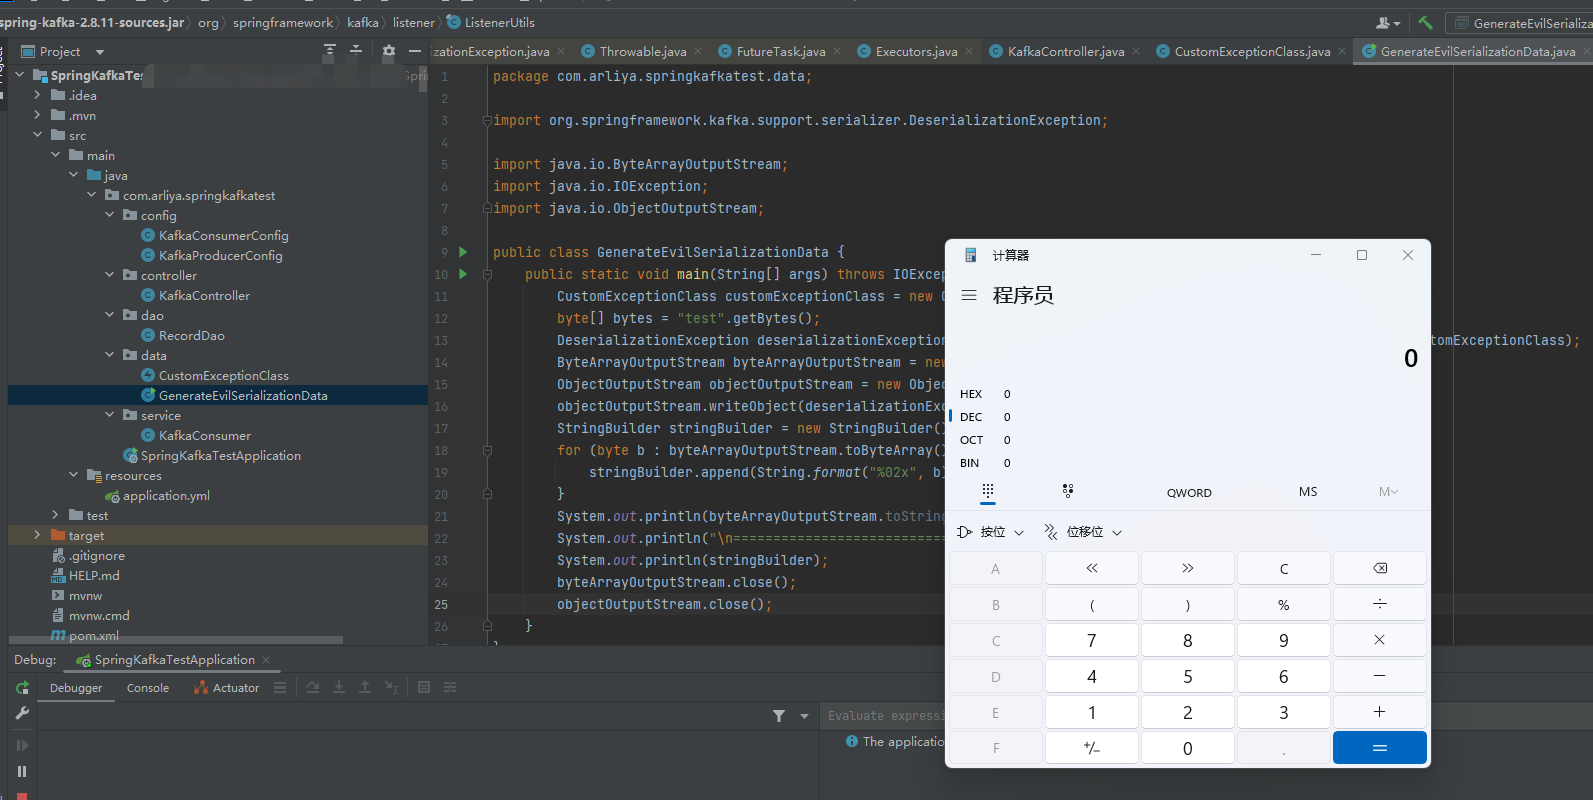 spring-kafka-2.8.11-sources.jar org springframework kafka listener ListenerUtils
Project
SpringKafkaTes
.idea
.mvn
src
main
java
com.arliya.springkafkatest
config
KafkaConsumerConfig
KafkaProducerConfig
controller
KafkaController
dao
RecordDao
data
CustomExceptionClass
GenerateEvilSerializationData
service
KafkaConsumer
SpringKafkaTestApplication
resources
application.yml
test
target
.gitignore
HELP.md
mvnw
mvnw.cmd
pom.xml
GenerateEvilSerializa
izationException.java Throwable.java FutureTask.java Executors.java KafkaController.java CustomExceptionClass.java GenerateEvilSerializationData.java
1 package com.arliya.springkafkatest.data;
2
3 import org.springframework.kafka.support.serializer.DeserializationException;
4
5 import java.io.ByteArrayOutputStream;
6 import java.io.IOException;
7 import java.io.ObjectOutputStream;
8
9 public class GenerateEvilSerializationData {
10 public static void main(String[] args) throws IOExcep
11 CustomExceptionClass customExceptionClass = new
12 byte[] bytes = "test".getBytes();
13 DeserializationException deserializationException tomExceptionClass);
14 ByteArrayOutputStream byteArrayOutputStream = new
15 ObjectOutputStream objectOutputStream = new Objec
16 objectOutputStream.writeObject(deserializationExc
17 StringBuilder stringBuilder = new StringBuilder()
18 for (byte b : byteArrayOutputStream.toByteArray()
19 stringBuilder.append(String.format("%02x", b)
20 }
21 System.out.println(byteArrayOutputStream.toString
22 System.out.println("\n===========================
23 System.out.println(stringBuilder);
24 byteArrayOutputStream.close();
25 objectOutputStream.close();
26 }
计算器
程序员
0
HEX 0
DEC 0
OCT 0
BIN 0
QWORD MS M
按位 位移位
A << >> C
B ( ) % ÷
C 7 8 9 ×
D 4 5 6 −
E 1 2 3 +
F +/− 0 . =
Debug: SpringKafkaTestApplication
Debugger Console Actuator
Evaluate expressi
The applicatio